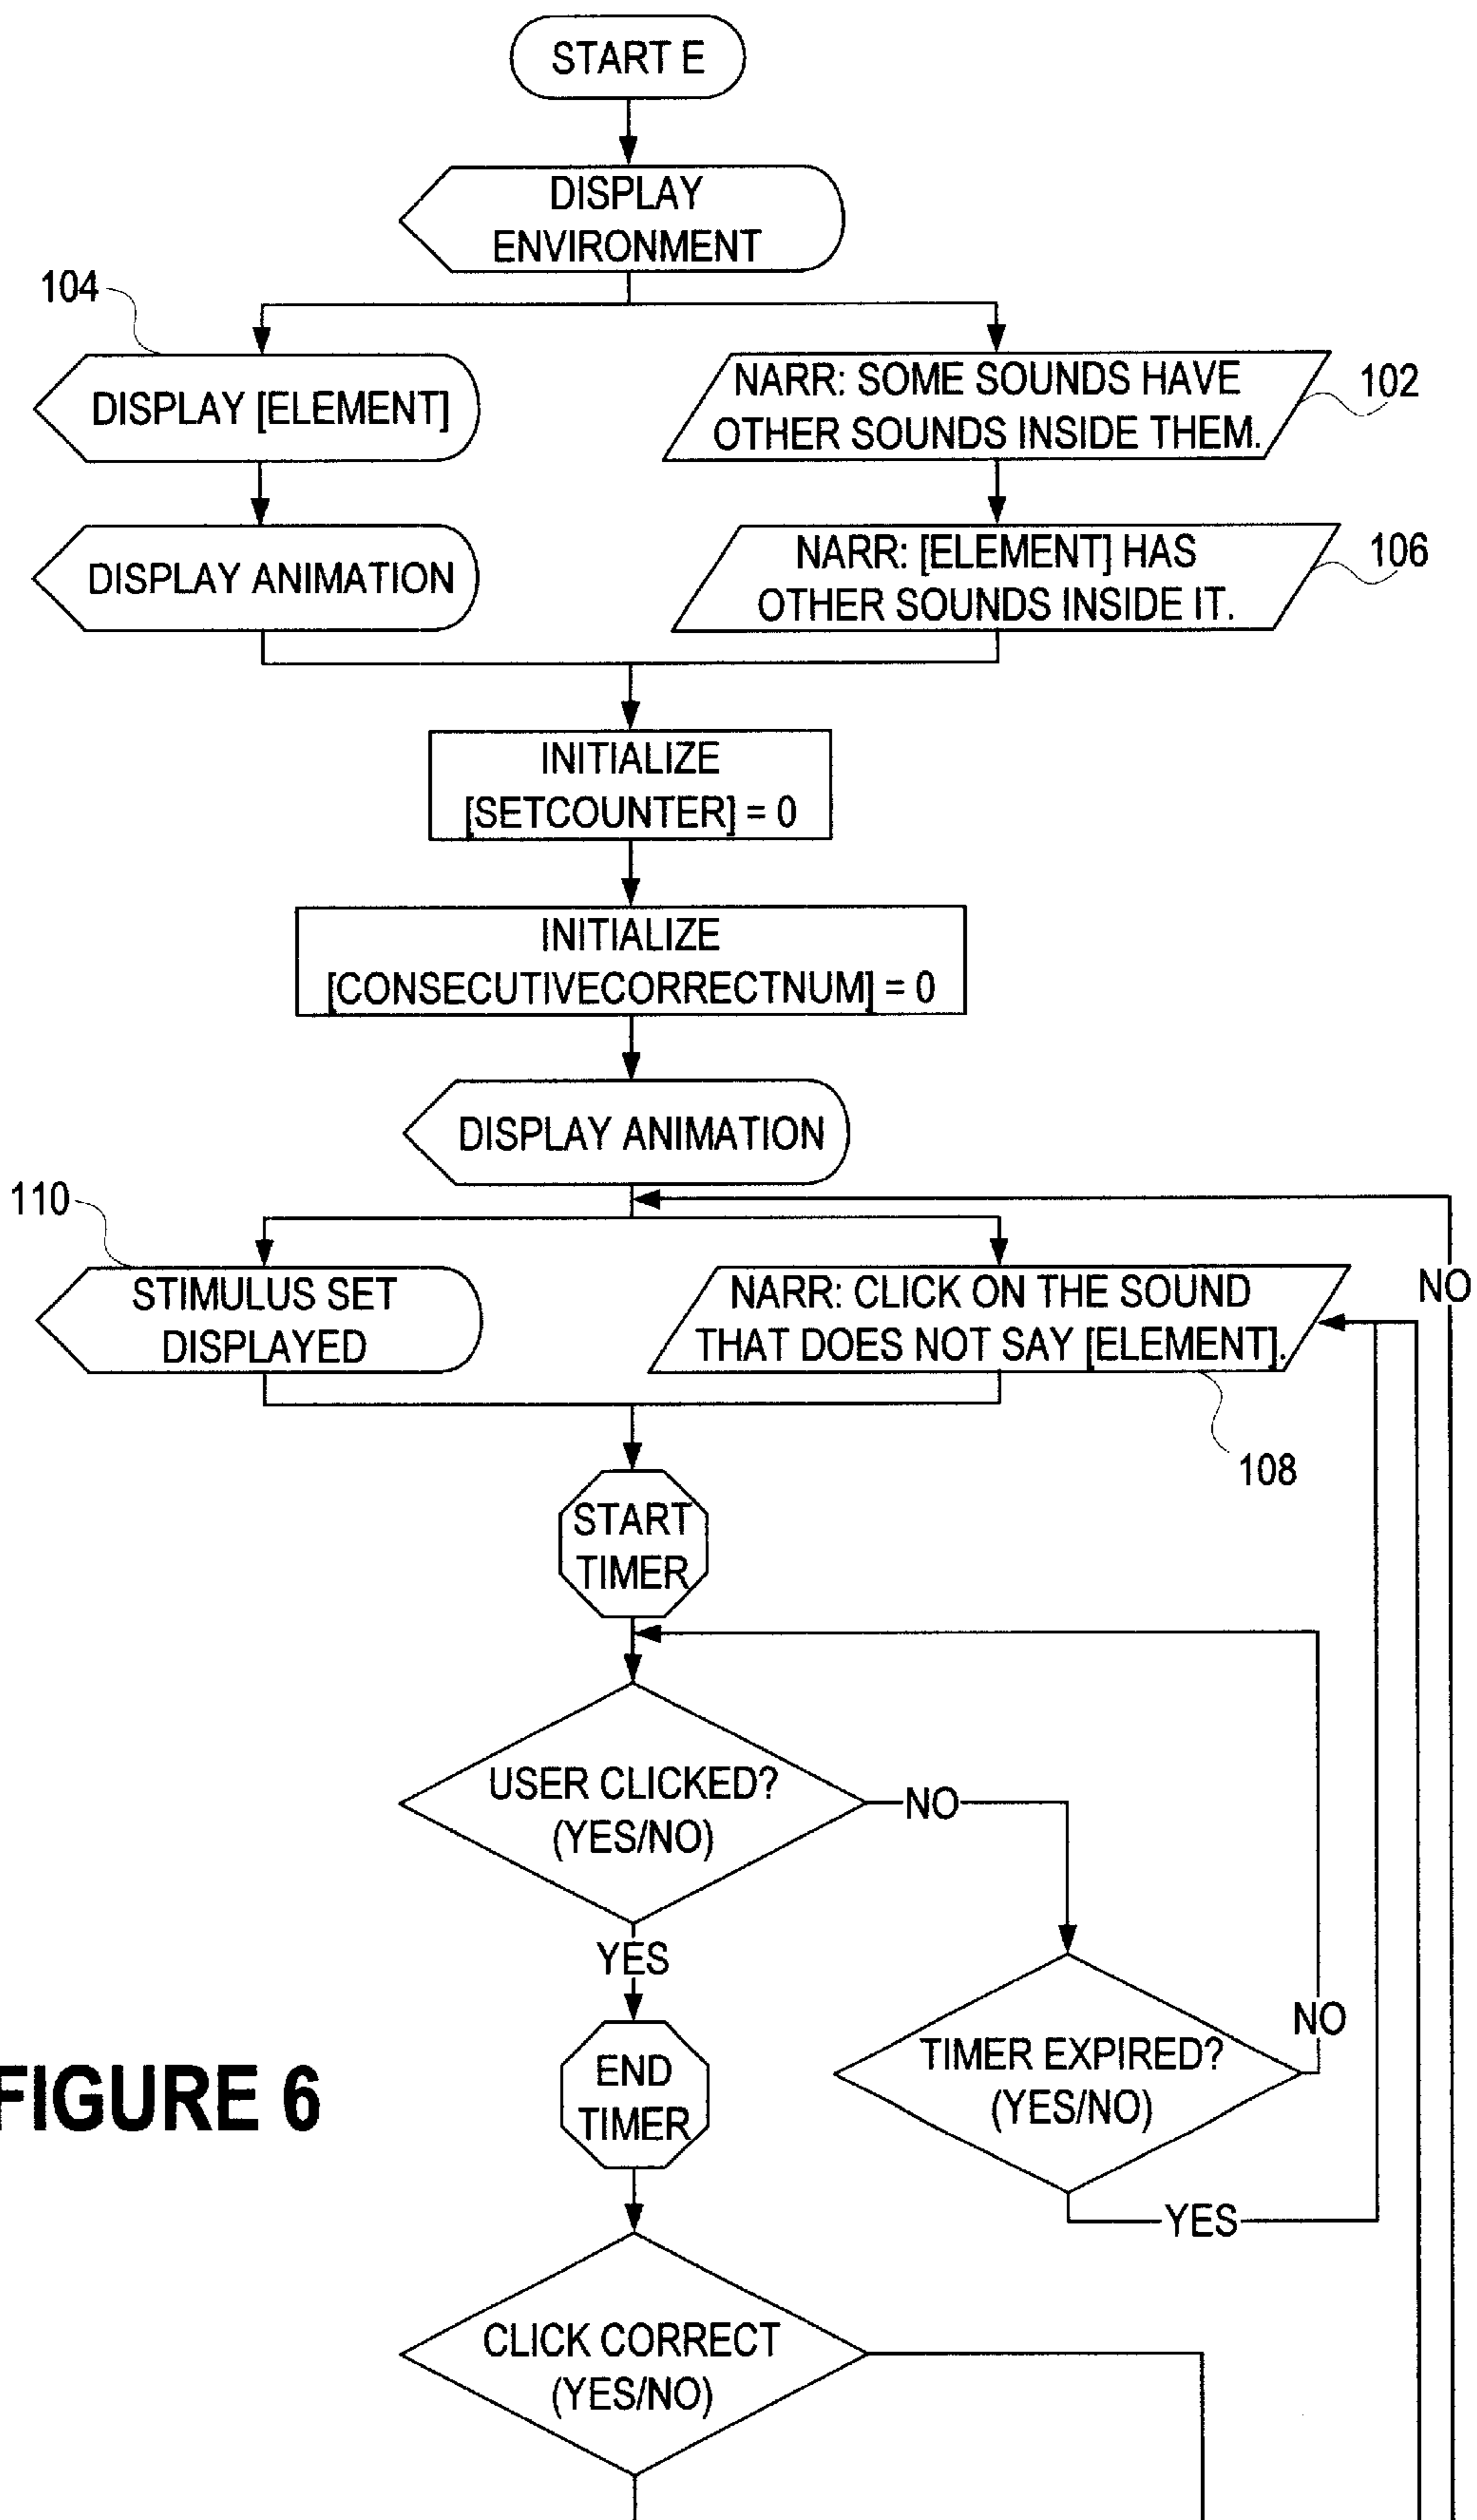 START E
DISPLAY
ENVIRONMENT
104
DISPLAY [ELEMENT]
NARR: SOME SOUNDS HAVE
OTHER SOUNDS INSIDE THEM.
102
DISPLAY ANIMATION
NARR: [ELEMENT] HAS
OTHER SOUNDS INSIDE IT.
106
INITIALIZE
[SETCOUNTER] = 0
INITIALIZE
[CONSECUTIVECORRECTNUM] = 0
DISPLAY ANIMATION
110
STIMULUS SET
DISPLAYED
NARR: CLICK ON THE SOUND
THAT DOES NOT SAY [ELEMENT].
NO
108
START
TIMER
USER CLICKED?
(YES/NO)
NO
YES
NO
TIMER EXPIRED?
(YES/NO)
END
TIMER
YES
FIGURE 6
CLICK CORRECT
(YES/NO)